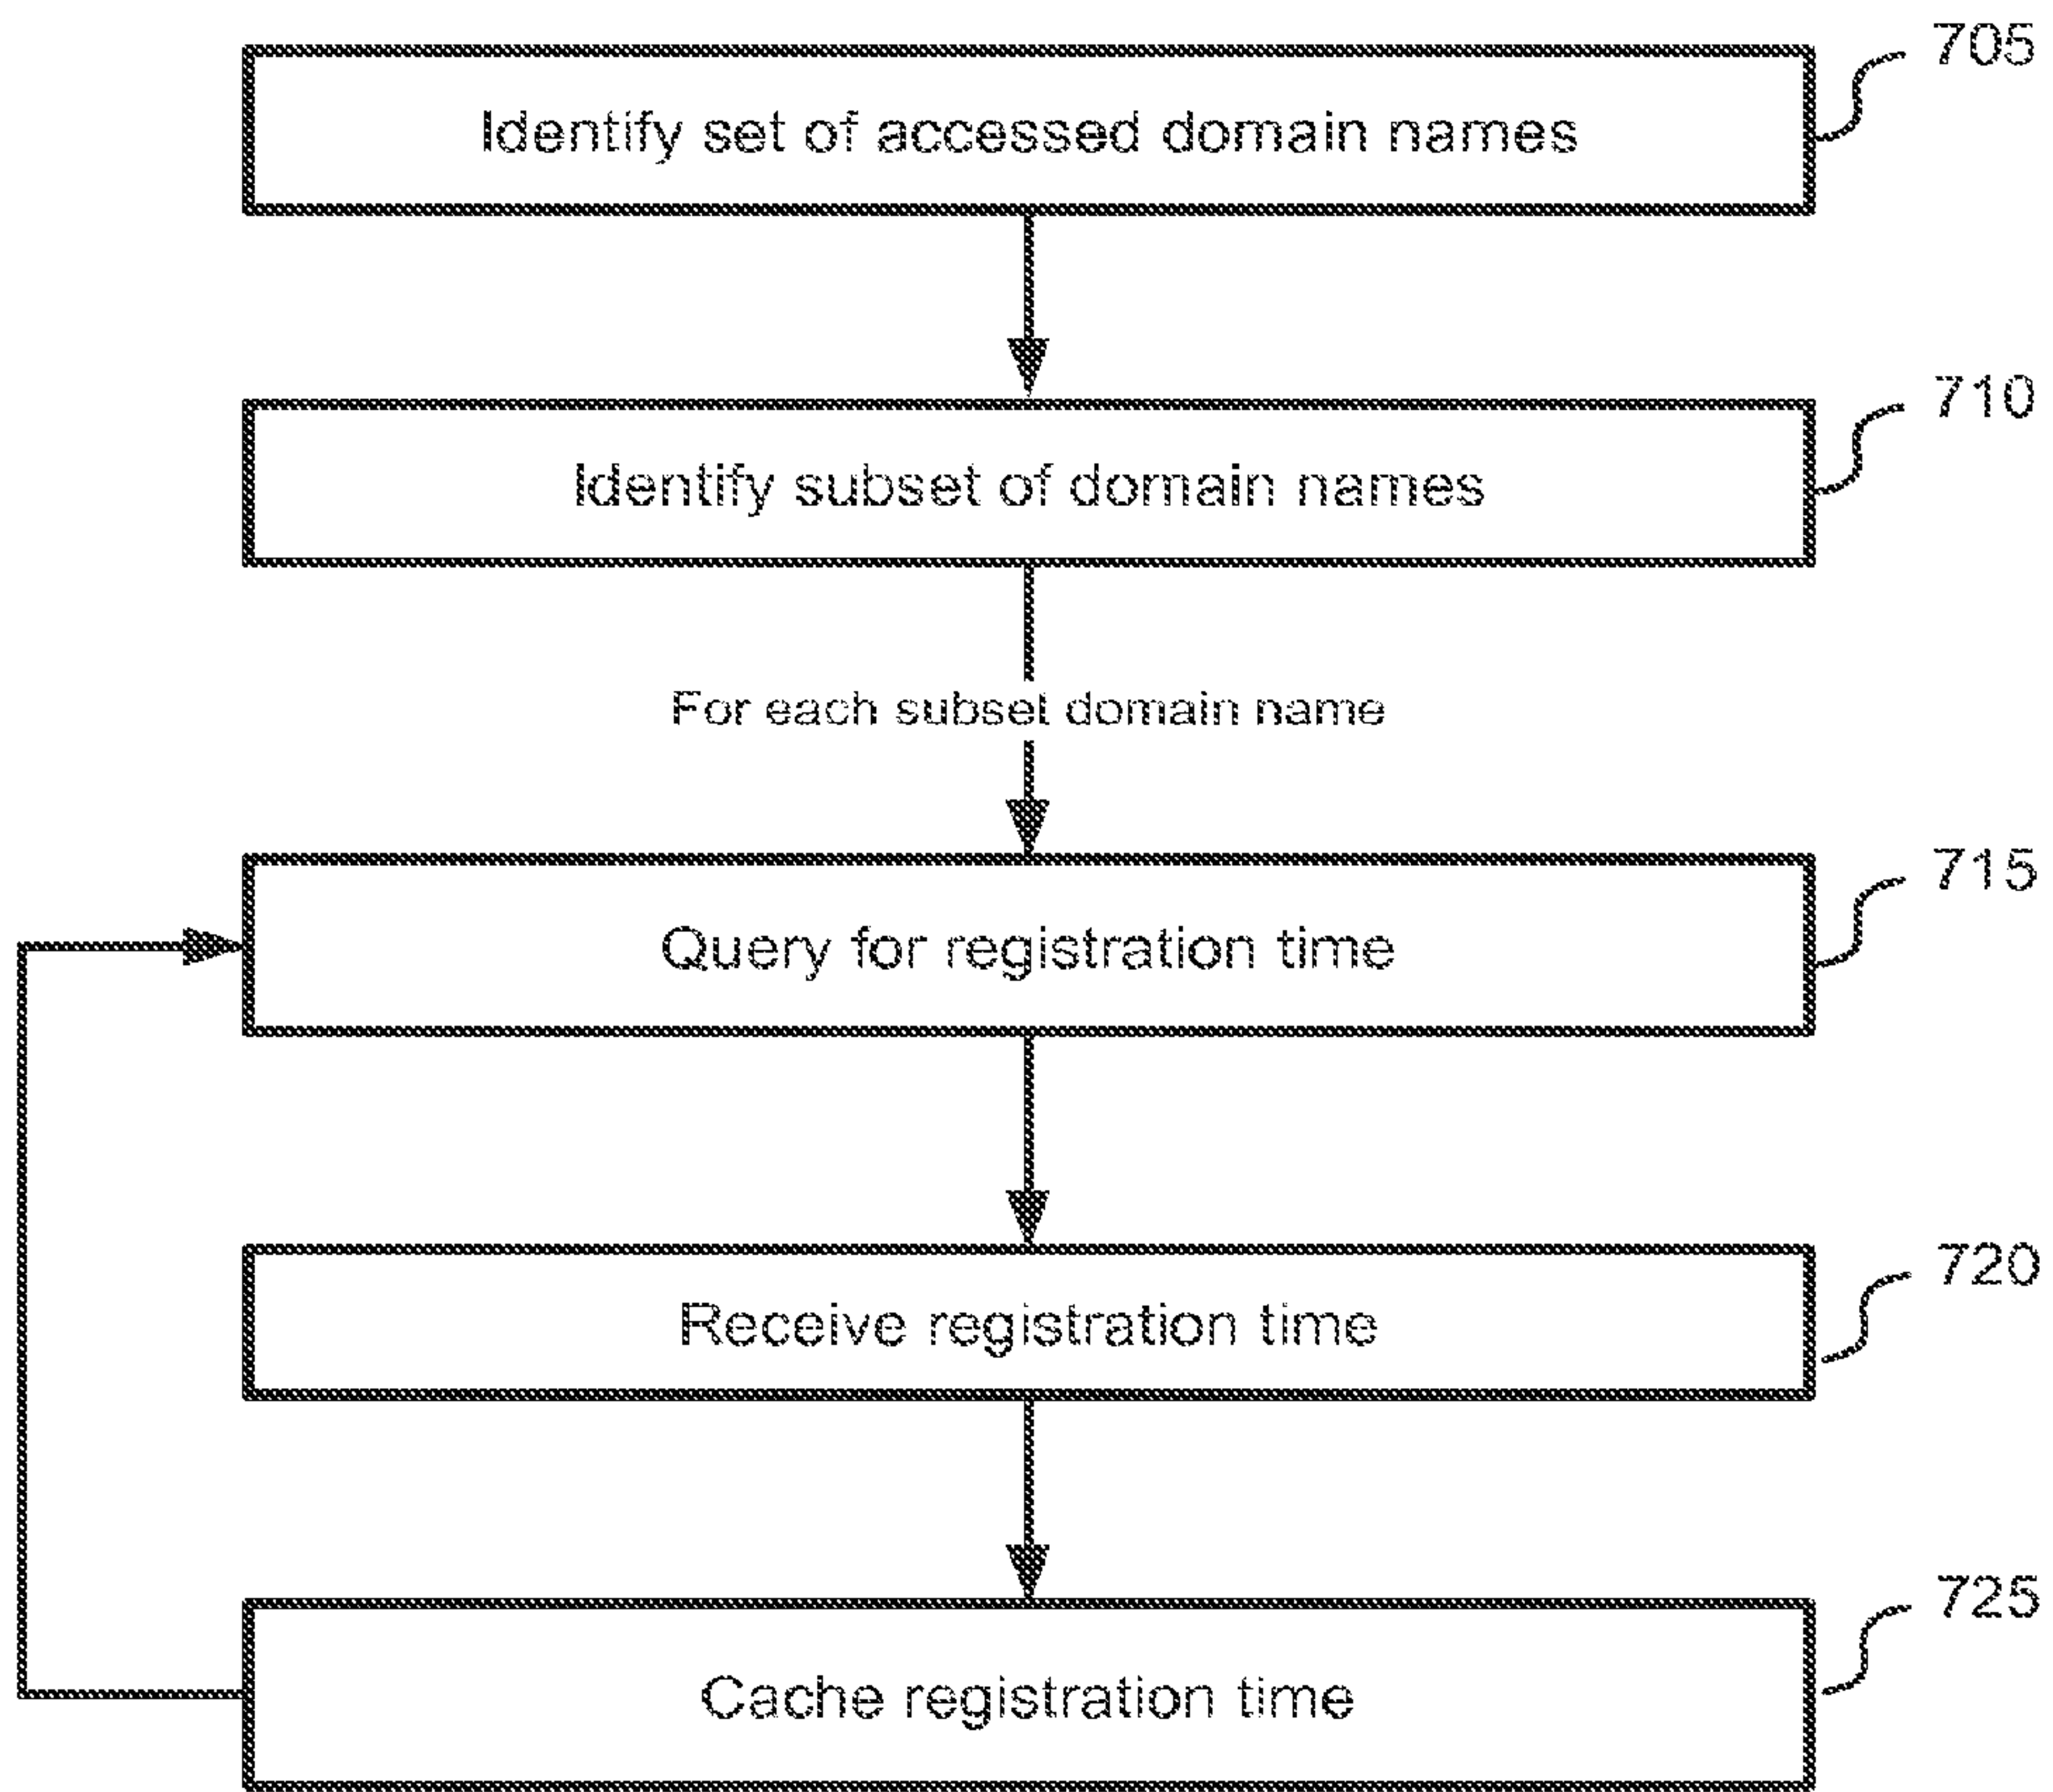 705
Identify set of accessed domain names
710
Identify subset of domain names
For each subset domain name
715
Query for registration time
720
Receive registration time
725
Cache registration time